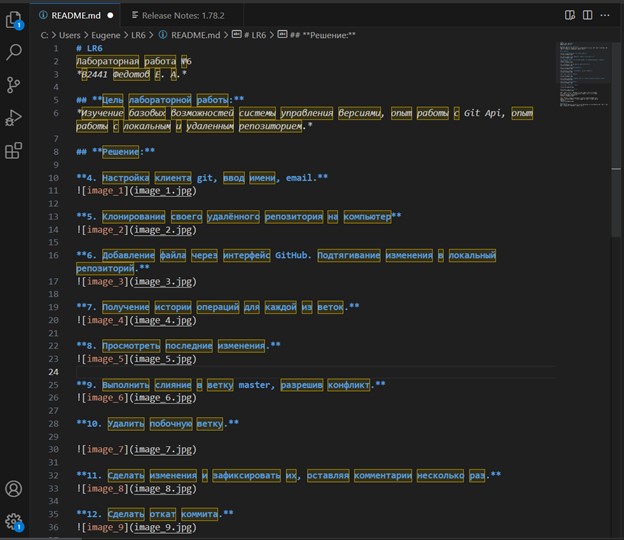 README.md
Release Notes: 1.78.2
C: > Users > Eugene > LR6 > README.md > # LR6 > ## **Решение:**
1 # LR6
2 Лабораторная работа №6
3 *В2441 Федотов Е. А.*
4
5 ## **Цель лабораторной работы:**
6 *Изучение базовых возможностей системы управления версиями, опыт работы с Git Api, опыт
работы с локальным и удаленным репозиторием.*
7
8 ## **Решение:**
9
10 **4. Настройка клиента git, ввод имени, email.**
11 ![image_1](image_1.jpg)
12
13 **5. Клонирование своего удалённого репозитория на компьютер**
14 ![image_2](image_2.jpg)
15
16 **6. Добавление файла через интерфейс GitHub. Подтягивание изменения в локальный
репозиторий.**
17 ![image_3](image_3.jpg)
18
19 **7. Получение истории операций для каждой из веток.**
20 ![image_4](image_4.jpg)
21
22 **8. Просмотреть последние изменения.**
23 ![image_5](image_5.jpg)
24
25 **9. Выполнить слияние в ветку master, разрешив конфликт.**
26 ![image_6](image_6.jpg)
27
28 **10. Удалить побочную ветку.**
29
30 ![image_7](image_7.jpg)
31
32 **11. Сделать изменения и зафиксировать их, оставляя комментарии несколько раз.**
33 ![image_8](image_8.jpg)
34
35 **12. Сделать откат коммита.**
36 ![image_9](image_9.jpg)
1
1